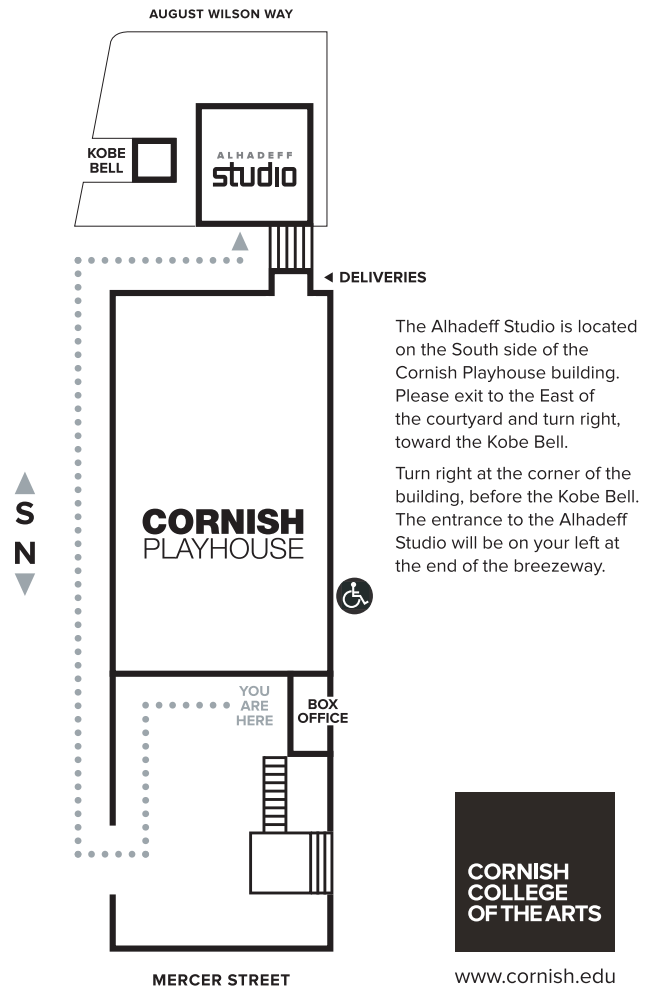 AUGUST WILSON WAY
KOBE
BELL
ALHADEFF
studio
DELIVERIES
The Alhadeff Studio is located
on the South side of the
Cornish Playhouse building.
Please exit to the East of
the courtyard and turn right,
toward the Kobe Bell.
Turn right at the corner of the
building, before the Kobe Bell.
The entrance to the Alhadeff
Studio will be on your left at
the end of the breezeway.
S
N
CORNISH
PLAYHOUSE
YOU
ARE
HERE
BOX
OFFICE
CORNISH
COLLEGE
OF THE ARTS
MERCER STREET
www.cornish.edu